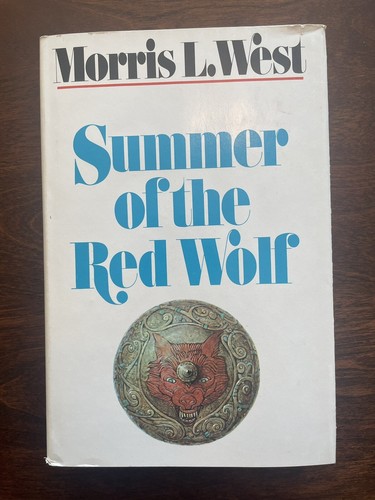 Morris L. West
Summer
of the
Red Wolf